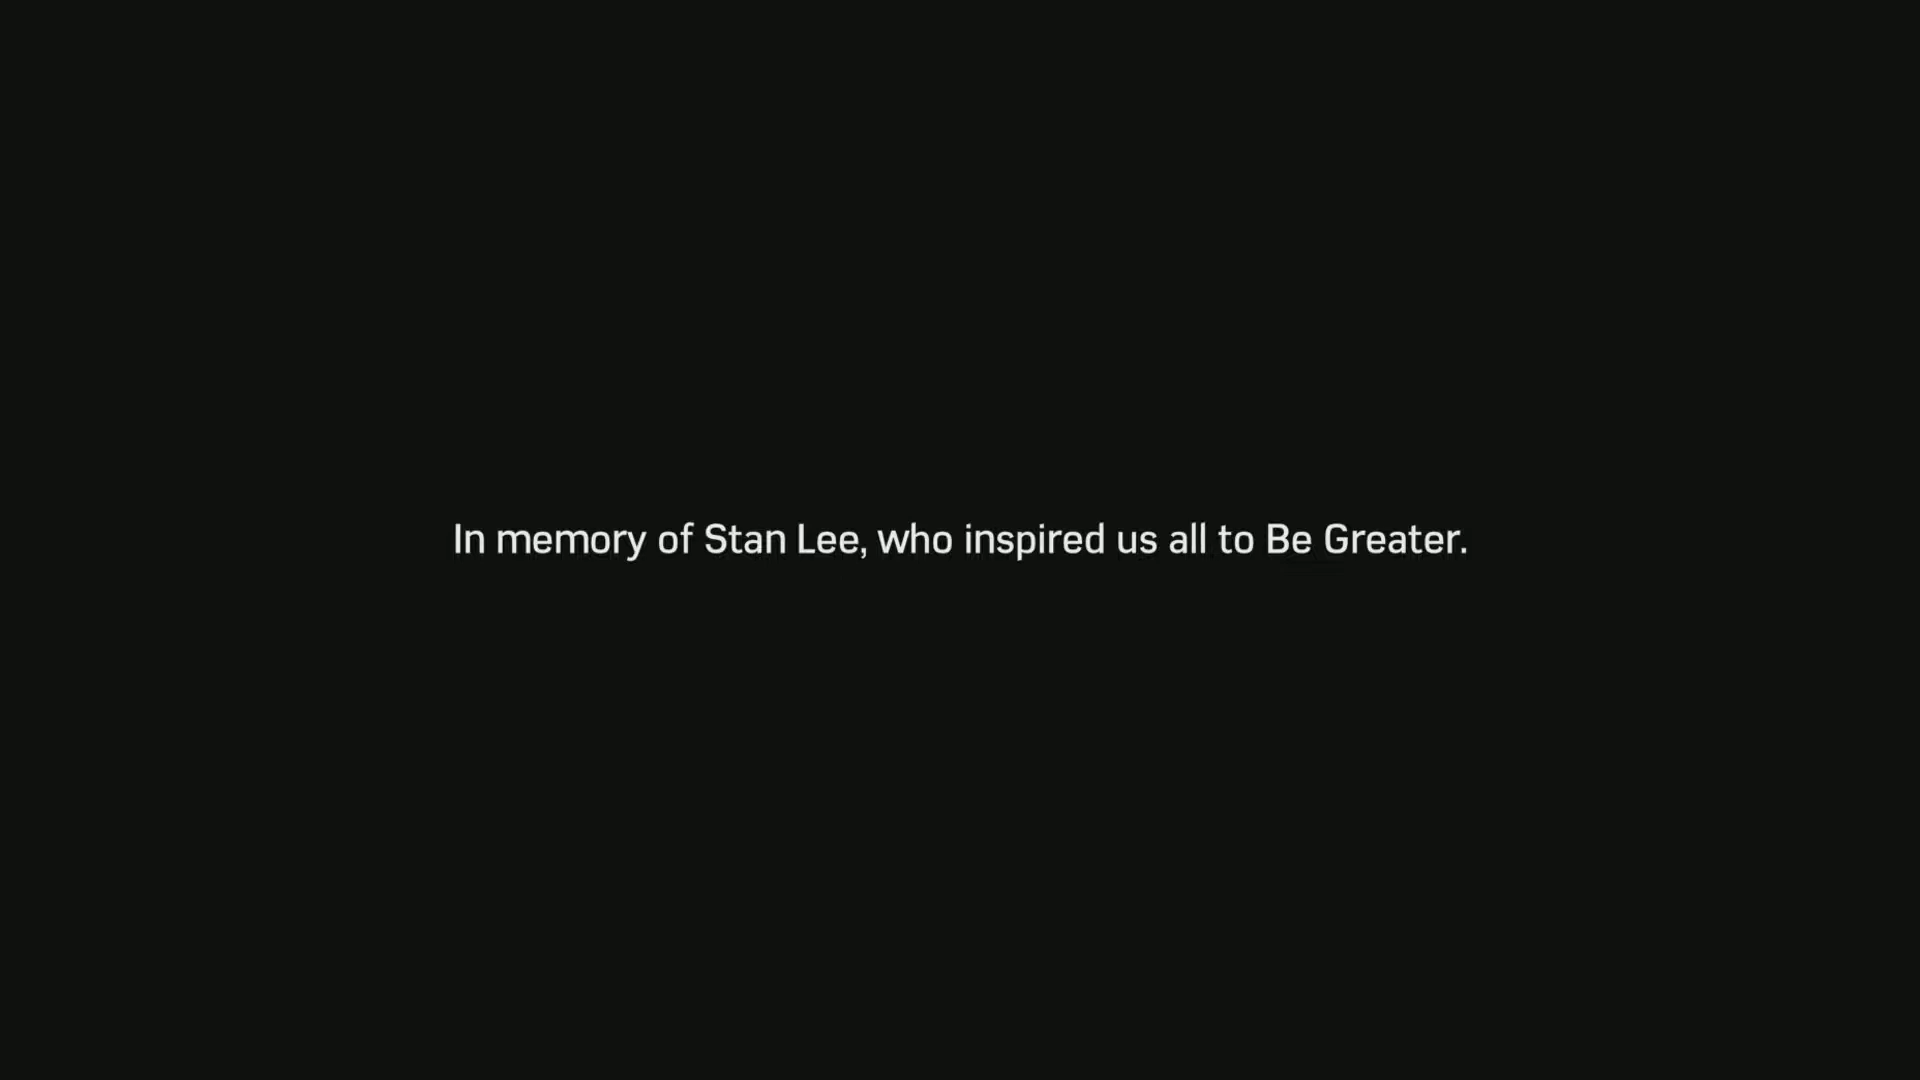 In memory of Stan Lee, who inspired us all to Be Greater.